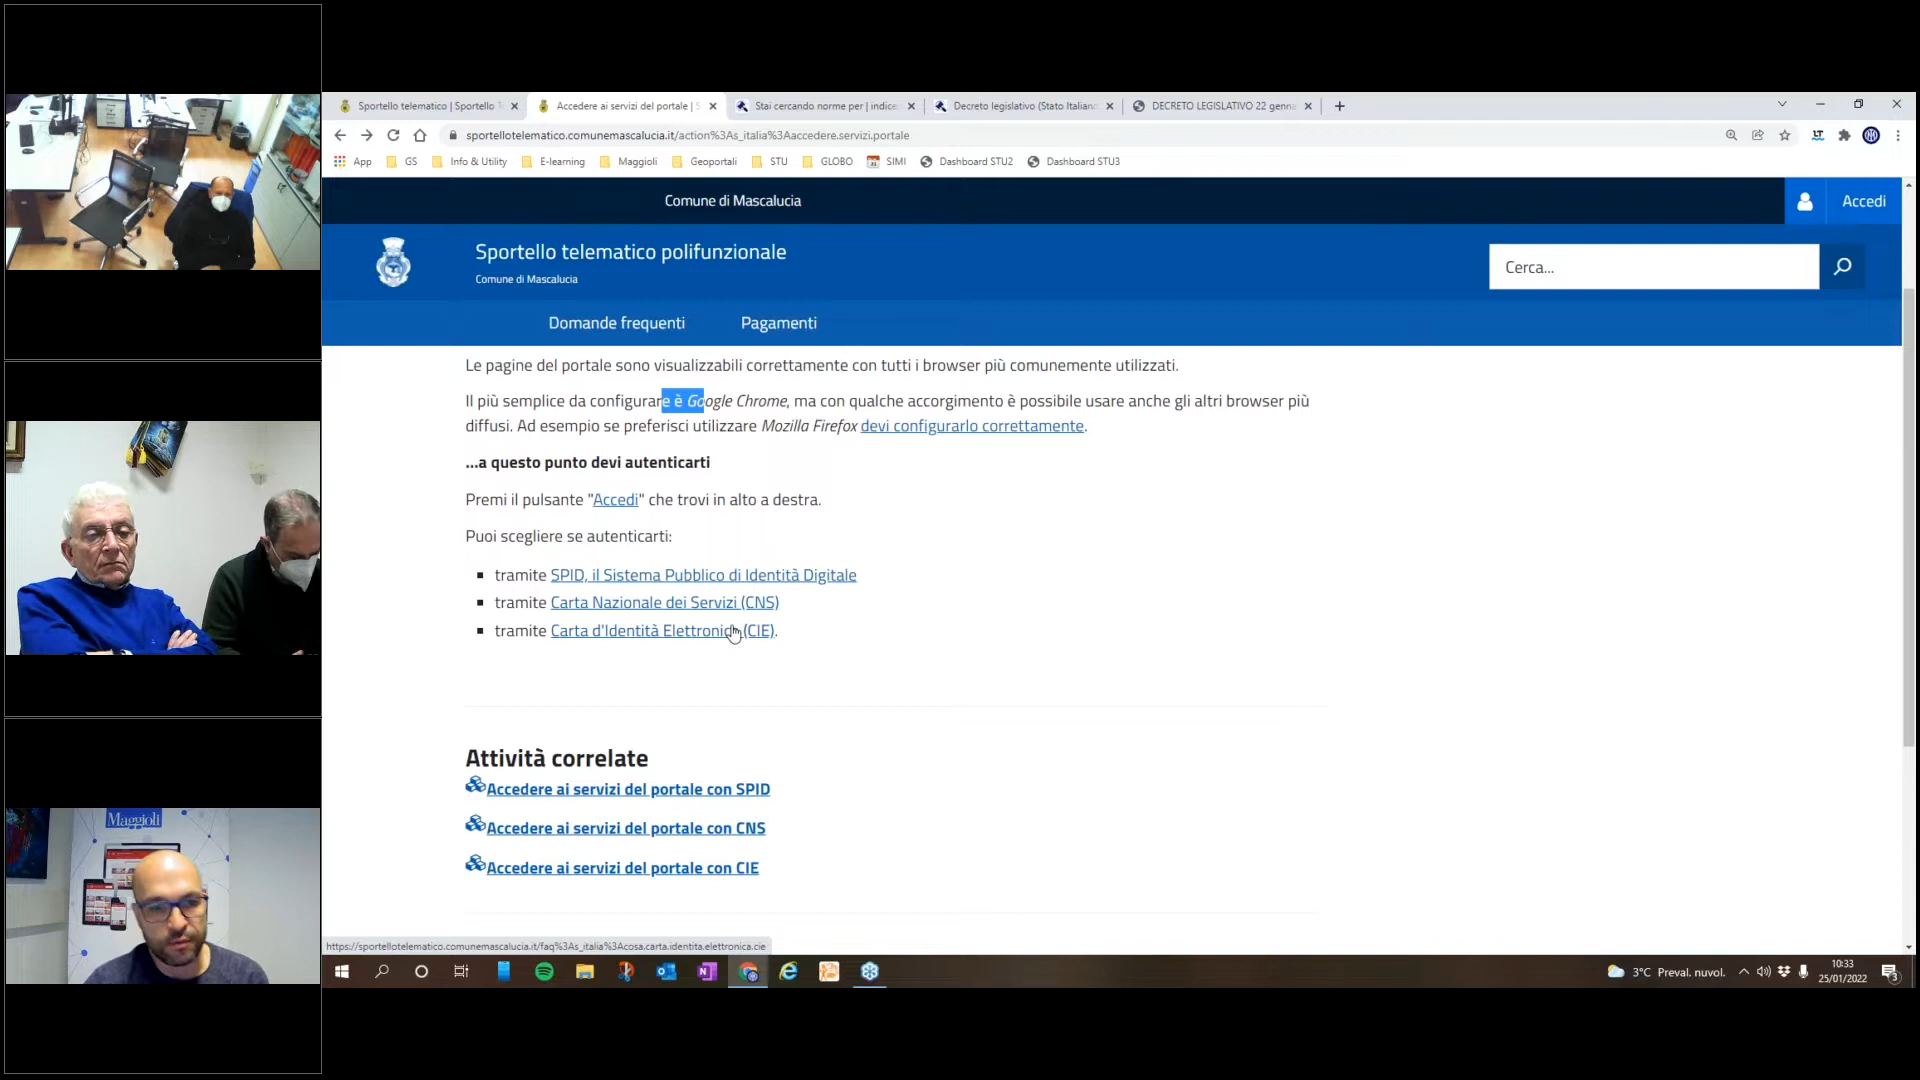 Maggioli
Sportello telematico | Sportello
Accedere ai servizi del portale |
Stai cercando norme per | indice
Decreto legislativo (Stato Italiano
DECRETO LEGISLATIVO 22 genna
sportellotelematico.comunemascalucia.it/action%3As_italia%3Aaccedere.servizi.portale
App GS Info & Utility E-learning Maggioli Geoportali STU GLOBO SIMI Dashboard STU2 Dashboard STU3
Comune di Mascalucia
Accedi
Sportello telematico polifunzionale
Comune di Mascalucia
Cerca...
Domande frequenti Pagamenti
Le pagine del portale sono visualizzabili correttamente con tutti i browser più comunemente utilizzati.
Il più semplice da configurare è Google Chrome, ma con qualche accorgimento è possibile usare anche gli altri browser più
diffusi. Ad esempio se preferisci utilizzare Mozilla Firefox devi configurarlo correttamente.
...a questo punto devi autenticarti
Premi il pulsante "Accedi" che trovi in alto a destra.
Puoi scegliere se autenticarti:
tramite SPID, il Sistema Pubblico di Identità Digitale
tramite Carta Nazionale dei Servizi (CNS)
tramite Carta d'Identità Elettronica (CIE).
Attività correlate
Accedere ai servizi del portale con SPID
Accedere ai servizi del portale con CNS
Accedere ai servizi del portale con CIE
https://sportellotelematico.comunemascalucia.it/faq%3As_italia%3Acosa.carta.identita.elettronica.cie
3°C Preval. nuvol.
10:33
25/01/2022
3